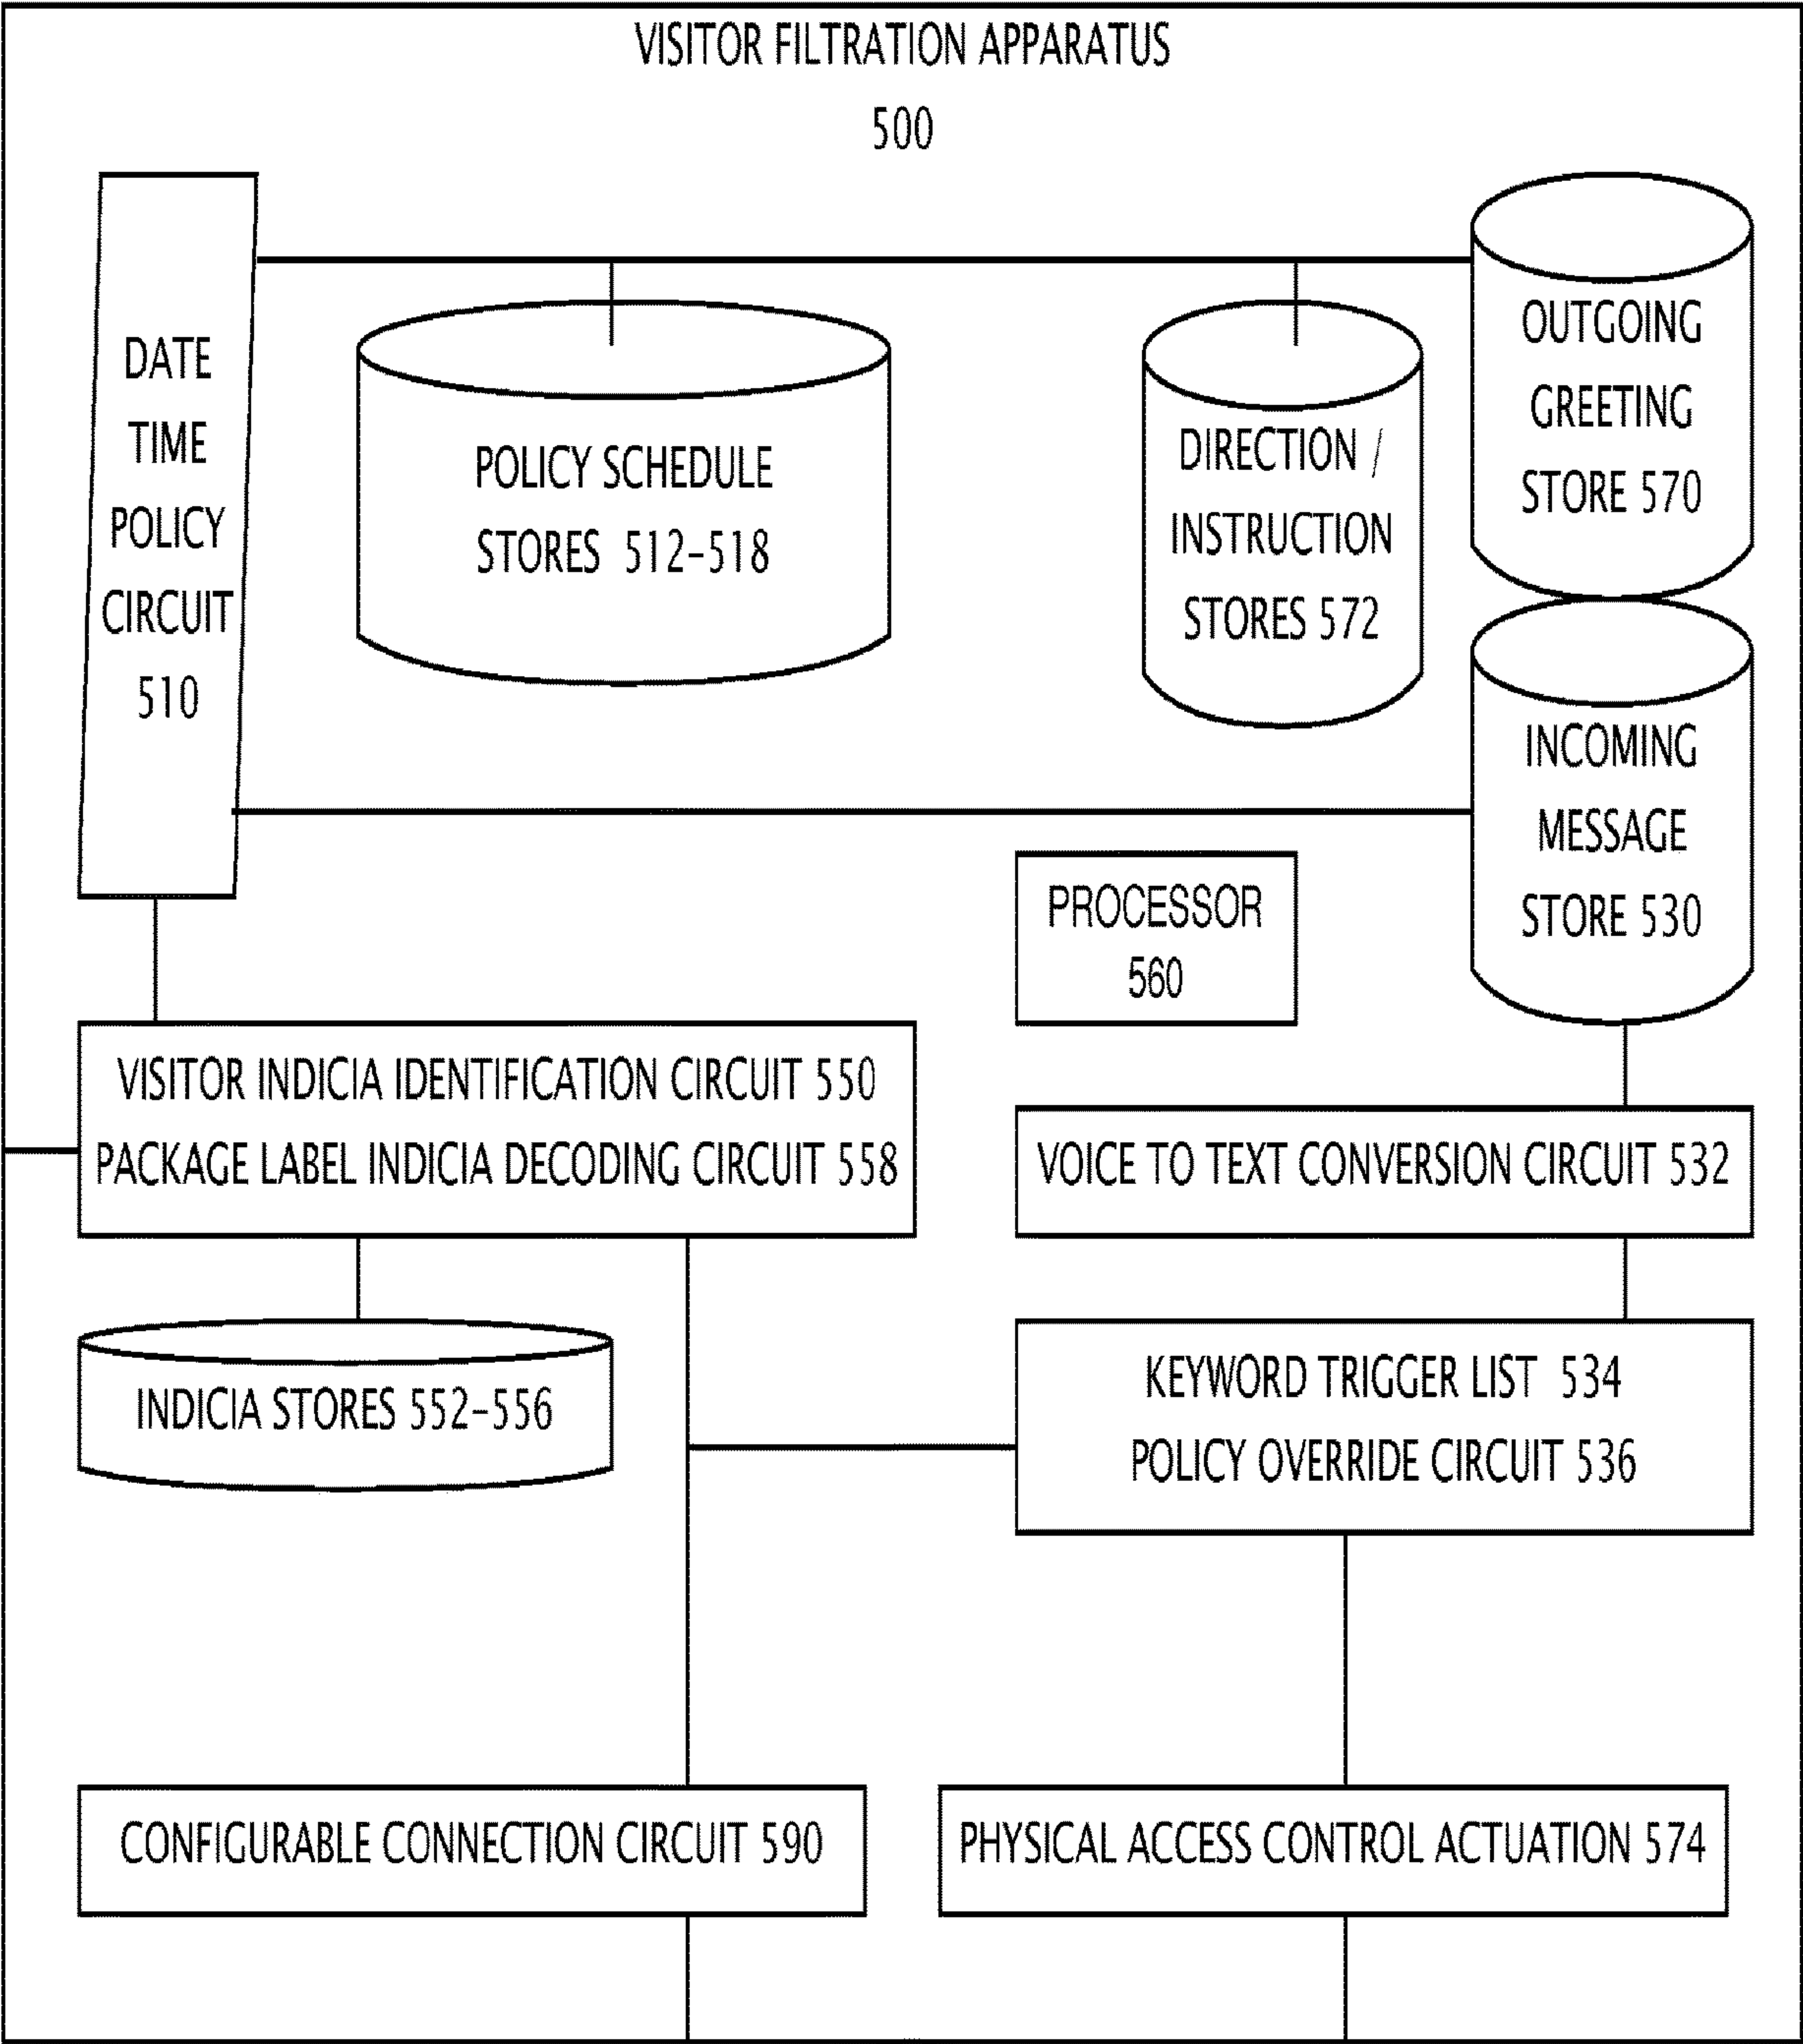 VISITOR FILTRATION APPARATUS
500
DATE
TIME
POLICY
CIRCUIT
510
POLICY SCHEDULE
STORES 512-518
DIRECTION /
INSTRUCTION
STORES 572
OUTGOING
GREETING
STORE 570
INCOMING
MESSAGE
STORE 530
PROCESSOR
560
VISITOR INDICIA IDENTIFICATION CIRCUIT 550
PACKAGE LABEL INDICIA DECODING CIRCUIT 558
VOICE TO TEXT CONVERSION CIRCUIT 532
INDICIA STORES 552-556
KEYWORD TRIGGER LIST 534
POLICY OVERRIDE CIRCUIT 536
CONFIGURABLE CONNECTION CIRCUIT 590
PHYSICAL ACCESS CONTROL ACTUATION 574